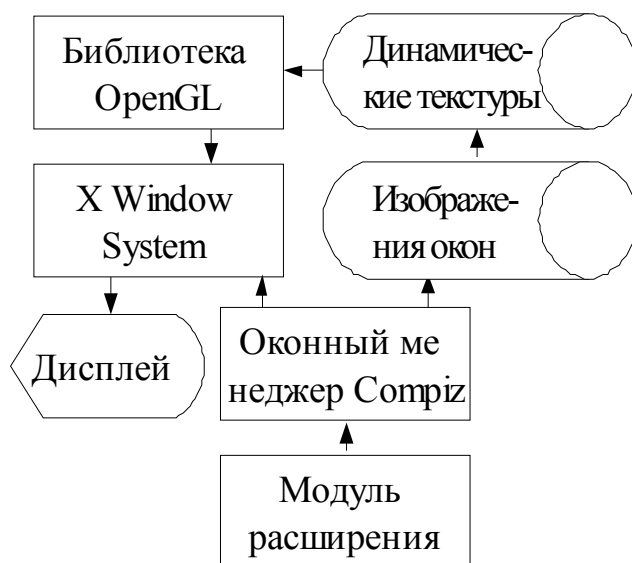 Библиотека
OpenGL
Динамичес-
кие текстуры
X Window
System
Изображе-
ния окон
Дисплей
Оконный ме
неджер Compiz
Модуль
расширения